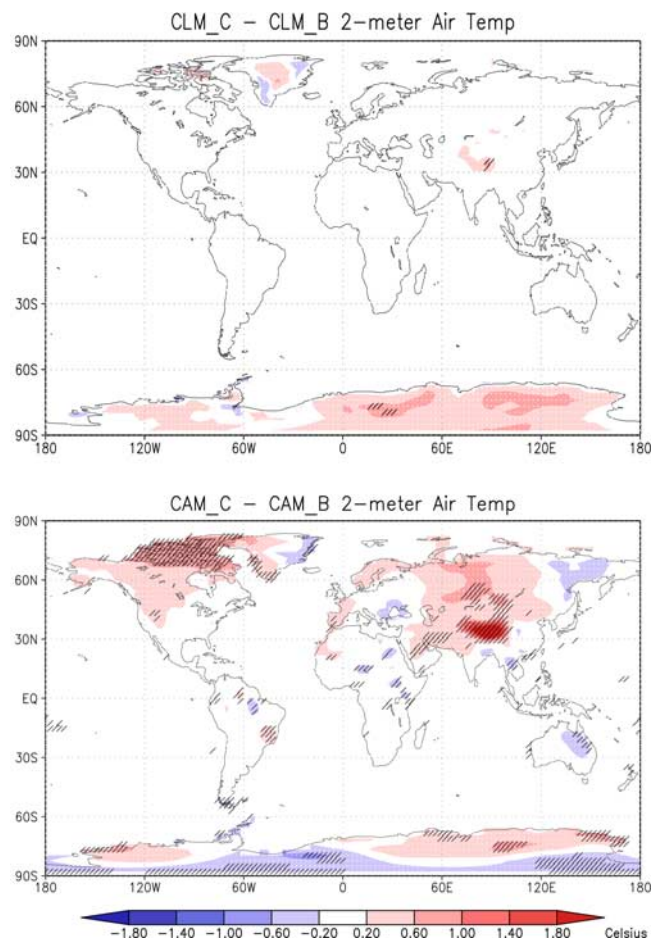 CLM_C – CLM_B 2-meter Air Temp
90N
60N
30N
EQ
30S
60S
90S
180 120W 60W 0 60E 120E 180
CAM_C – CAM_B 2-meter Air Temp
90N
60N
30N
EQ
30S
60S
90S
180 120W 60W 0 60E 120E 180
-1.80 -1.40 -1.00 -0.60 -0.20 0.20 0.60 1.00 1.40 1.80 Celsius